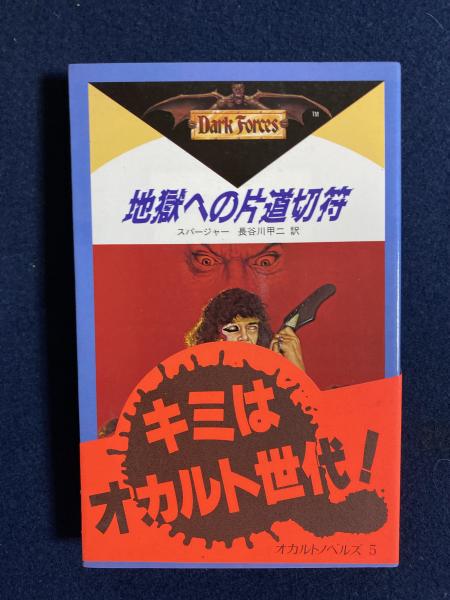 Dark Forces
TM
地獄への片道切符
スパージャー 長谷川甲二 訳
キミは
オカルト世代!
オカルトノベルズ 5